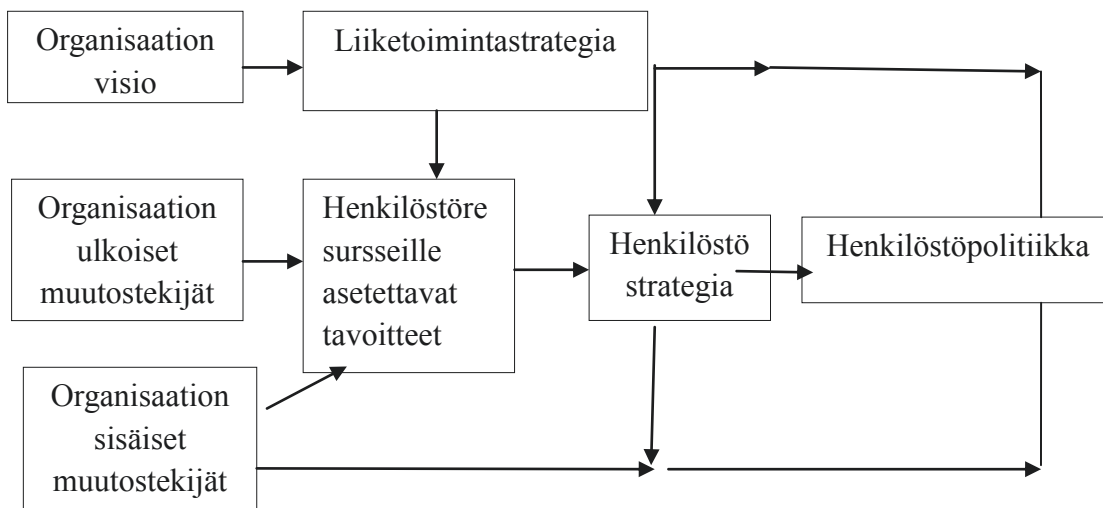 Organisaation
visio
Liiketoimintastrategia
Organisaation
ulkoiset
muutostekijät
Henkilöstöre
sursseille
asetettavat
tavoitteet
Henkilöstö
strategia
Henkilöstöpolitiikka
Organisaation
sisäiset
muutostekijät